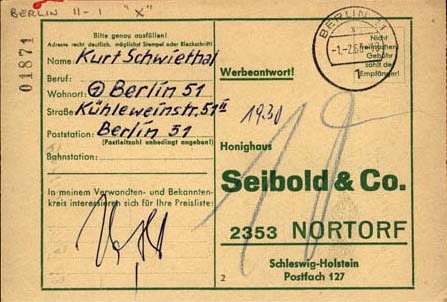 BERLIN 11-1 "X"
01871
Bitte genau ausfüllen!
Adresse recht deutlich, möglichst Stempel oder Blockschrift
Name: Kurt Schwiethal
Beruf:
Wohnort: 1 Berlin 51
Straße Kühleweinstr. 51 II
Poststation: Berlin 51
(Postleitzahl unbedingt angeben!)
Bahnstation:
In meinem Verwandten- und Bekannten-
kreis interessieren sich für Ihre Preisliste:
BERLIN 11
1
Nicht
freimachen!
Gebühr
zahlt der
Empfänger!
Werbeantwort!
Honighaus
Seibold & Co.
2353 NORTORF
Schleswig-Holstein
Postfach 127
2